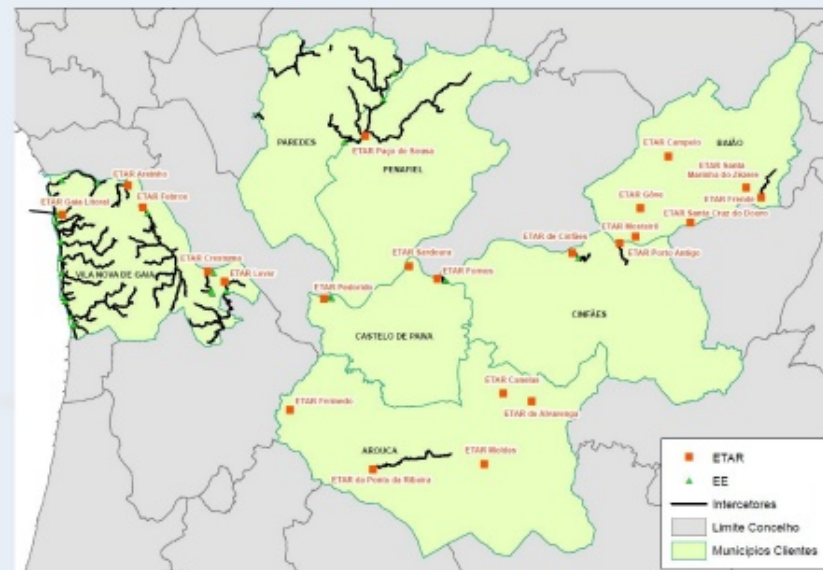 PAREDES
BAIÃO
ETAR Campelo
ETAR Paço de Sousa
ETAR Santa
Marinha do Zêzere
PENAFIEL
ETAR Areinho
ETAR Febros
ETAR Gaia Litoral
ETAR Gôve
ETAR Frende
ETAR Santa Cruz do Douro
ETAR Mosteirô
ETAR de Cinfães
ETAR Porto Antigo
ETAR Sardoura
ETAR Crestuma
ETAR Fornos
ETAR Lever
VILA NOVA DE GAIA
ETAR Pedorido
CINFÃES
CASTELO DE PAIVA
ETAR Canelas
ETAR Fermedo
ETAR de Alvarenga
AROUCA
ETAR Moldes
ETAR da Ponte da Ribeira
ETAR
EE
Intercetores
Limite Concelho
Municípios Clientes